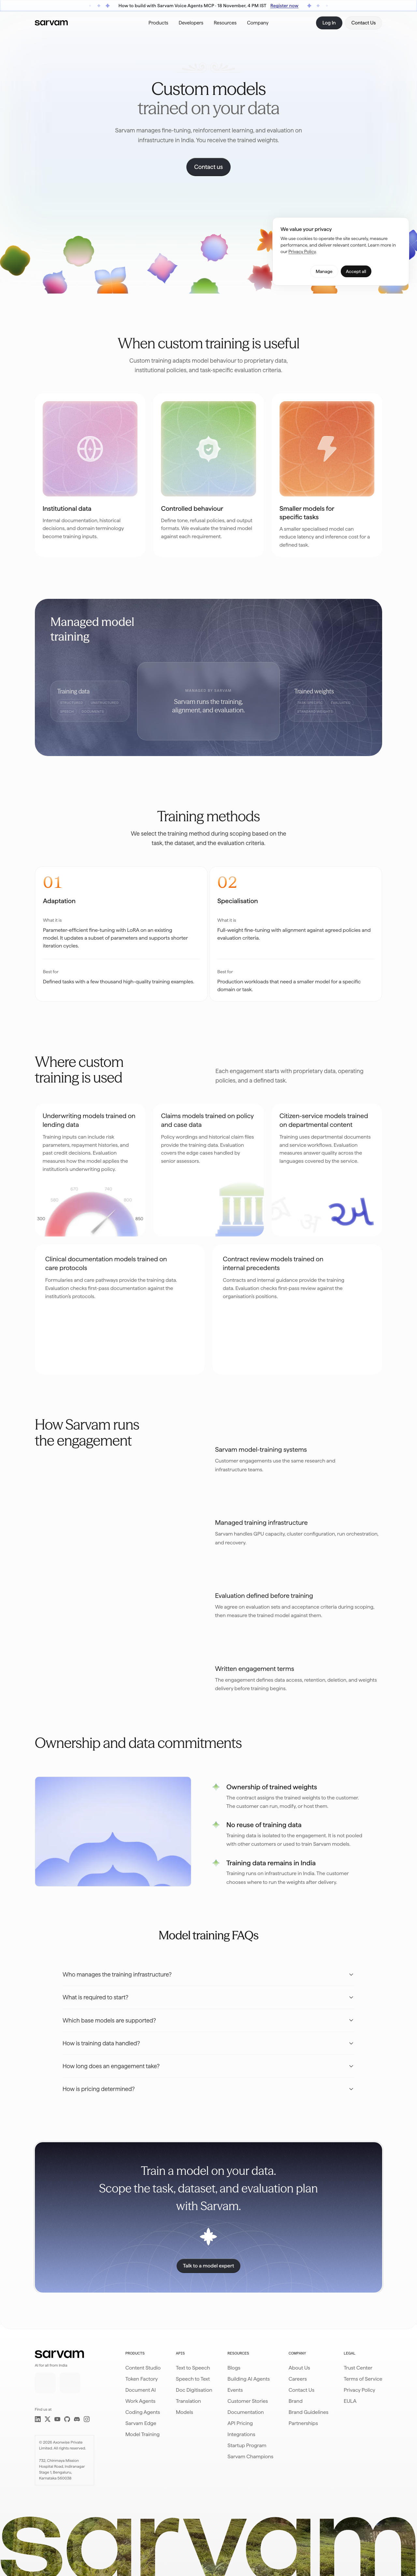 How to build with Sarvam Voice Agents MCP · 18 November, 4 PM IST Register now
sarvam
Products Developers Resources Company
Log In Contact Us
Custom models
trained on your data
Sarvam manages fine-tuning, reinforcement learning, and evaluation on
infrastructure in India. You receive the trained weights.
Contact us
We value your privacy
We use cookies to operate the site securely, measure
performance, and deliver relevant content. Learn more in
our Privacy Policy.
Manage Accept all
When custom training is useful
Custom training adapts model behaviour to proprietary data,
institutional policies, and task-specific evaluation criteria.
Institutional data
Internal documentation, historical
decisions, and domain terminology
become training inputs.
Controlled behaviour
Define tone, refusal policies, and output
formats. We evaluate the trained model
against each requirement.
Smaller models for
specific tasks
A smaller specialised model can
reduce latency and inference cost for a
defined task.
Managed model
training
Training data
MANAGED BY SARVAM
Sarvam runs the training,
alignment, and evaluation.
Trained weights
Training methods
We select the training method during scoping based on the
task, the dataset, and the evaluation criteria.
01
Adaptation
What it is
Parameter-efficient fine-tuning with LoRA on an existing
model. It updates a subset of parameters and supports shorter
iteration cycles.
Best for
Defined tasks with a few thousand high-quality training examples.
02
Specialisation
What it is
Full-weight fine-tuning with alignment against agreed policies and
evaluation criteria.
Best for
Production workloads that need a smaller model for a specific
domain or task.
Where custom
training is used
Each engagement starts with proprietary data, operating
policies, and a defined task.
Underwriting models trained on
lending data
Training inputs can include risk
parameters, repayment histories, and
past credit decisions. Evaluation
measures how the model applies the
institution's underwriting policy.
300
850
Claims models trained on policy
and case data
Policy wordings and historical claim files
provide the training data. Evaluation
covers the edge cases handled by
senior assessors.
Citizen-service models trained
on departmental content
Training uses departmental documents
and service workflows. Evaluation
measures answer quality across the
languages covered by the service.
अ
અ
Clinical documentation models trained on
care protocols
Formularies and care pathways provide the training data.
Evaluation checks first-pass documentation against the
institution's protocols.
Contract review models trained on
internal precedents
Contracts and internal guidance provide the training
data. Evaluation checks first-pass review against the
organisation's positions.
How Sarvam runs
the engagement
Sarvam model-training systems
Customer engagements use the same research and
infrastructure teams.
Managed training infrastructure
Sarvam handles GPU capacity, cluster configuration, run orchestration,
and recovery.
Evaluation defined before training
We agree on evaluation sets and acceptance criteria during scoping,
then measure the trained model against them.
Written engagement terms
The engagement defines data access, retention, deletion, and weights
delivery before training begins.
Ownership and data commitments
Ownership of trained weights
The contract assigns the trained weights to the customer.
The customer can run, modify, or host them.
No reuse of training data
Training data is isolated to the engagement. It is not pooled
with other customers or used to train Sarvam models.
Training data remains in India
Training runs on infrastructure in India. The customer
chooses where to run the weights after delivery.
Model training FAQs
Who manages the training infrastructure?
What is required to start?
Which base models are supported?
How is training data handled?
How long does an engagement take?
How is pricing determined?
Train a model on your data.
Scope the task, dataset, and evaluation plan
with Sarvam.
Talk to a model expert
sarvam
AI for all from India
Find us at
© 2026 Axonwise Private
Limited. All rights reserved.
Karnataka 560038
PRODUCTS
Content Studio
Token Factory
Document AI
Work Agents
Coding Agents
Sarvam Edge
Model Training
APIS
Text to Speech
Speech to Text
Doc Digitisation
Translation
Models
RESOURCES
Blogs
Building AI Agents
Events
Customer Stories
Documentation
API Pricing
Integrations
Startup Program
Sarvam Champions
COMPANY
About Us
Careers
Contact Us
Brand
Brand Guidelines
Partnerships
LEGAL
Trust Center
Terms of Service
Privacy Policy
EULA
sarvam